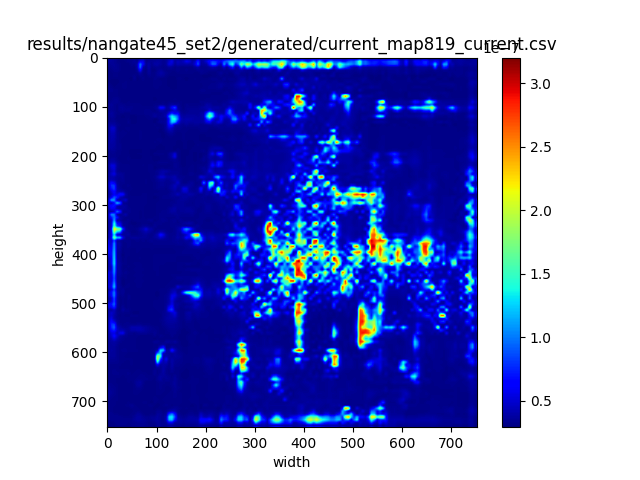 results/nangate45_set2/generated/current_map819_current.csv
1e−7
0
100
200
300
400
500
600
700
height
0 100 200 300 400 500 600 700
width
3.0
2.5
2.0
1.5
1.0
0.5